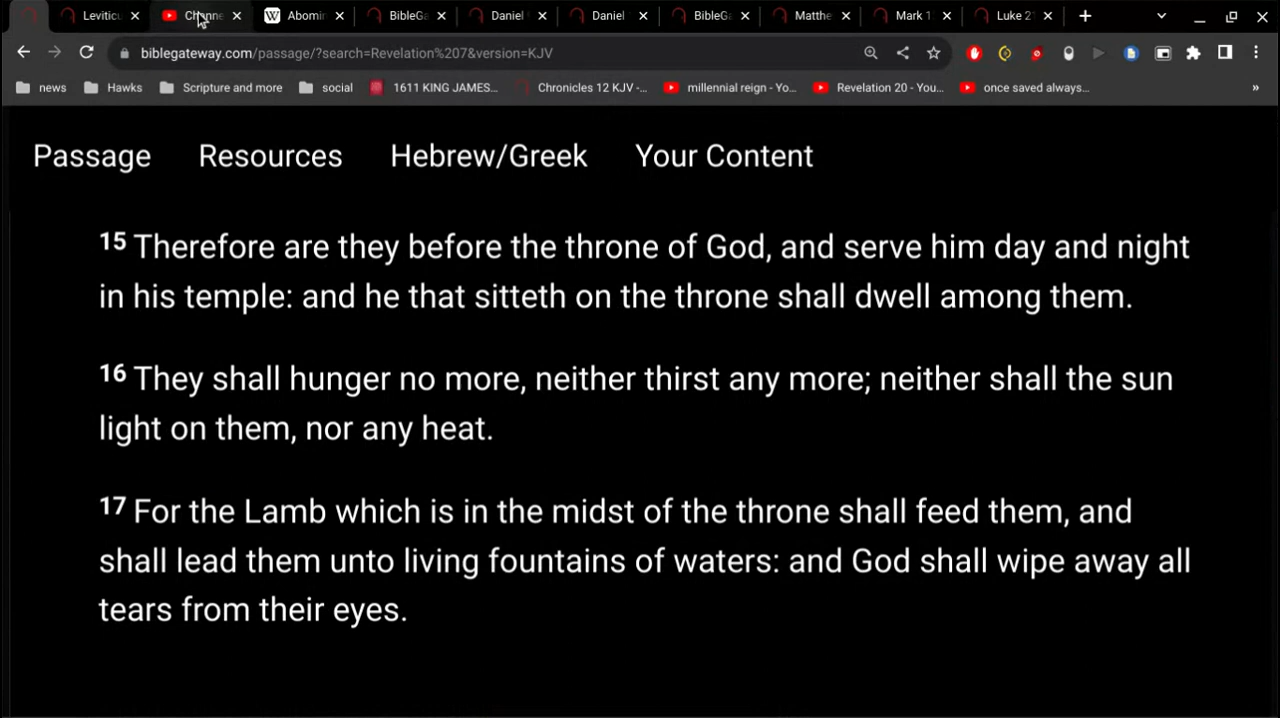 Leviticu
Channe
Abomin
BibleGa
Daniel
Daniel
BibleGa
Matthe
Mark 1
Luke 2
biblegateway.com/passage/?search=Revelation%207&version=KJV
news Hawks Scripture and more social 1611 KING JAMES... Chronicles 12 KJV -... millennial reign - Yo... Revelation 20 - You... once saved always... »
Passage Resources Hebrew/Greek Your Content
15 Therefore are they before the throne of God, and serve him day and night
in his temple: and he that sitteth on the throne shall dwell among them.
16 They shall hunger no more, neither thirst any more; neither shall the sun
light on them, nor any heat.
17 For the Lamb which is in the midst of the throne shall feed them, and
shall lead them unto living fountains of waters: and God shall wipe away all
tears from their eyes.